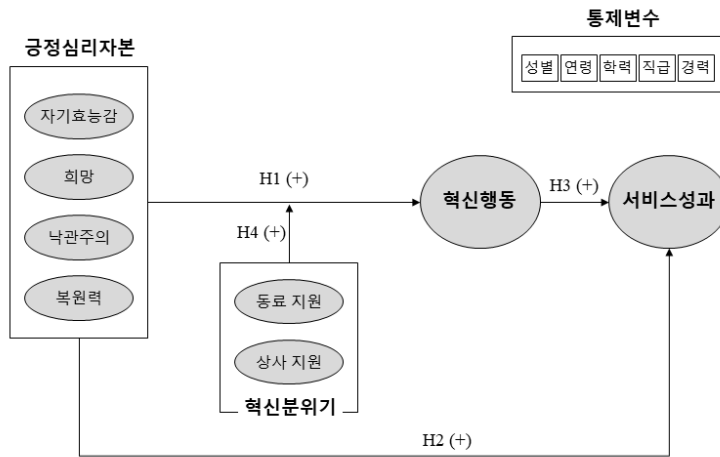 통제변수
성별 연령 학력 직급 경력
긍정심리자본
자기효능감
희망
낙관주의
복원력
H1 (+)
H4 (+)
동료 지원
상사 지원
혁신분위기
혁신행동
H3 (+)
서비스성과
H2 (+)